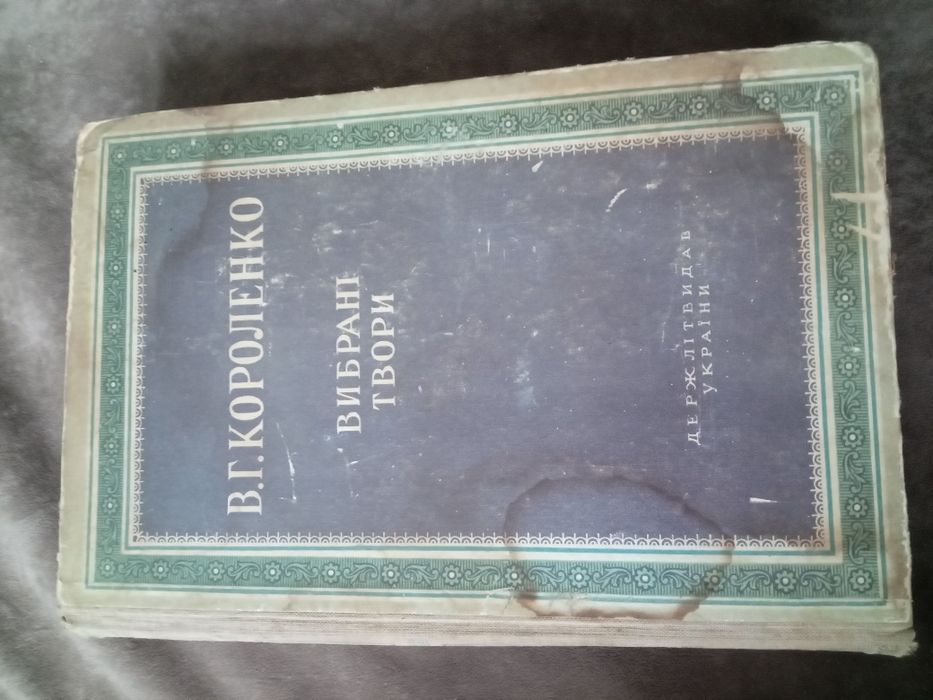 В.Г.КОРОЛЕНКО
ВИБРАНІ
ТВОРИ
ДЕРЖЛІТВИДАВ
УКРАЇНИ